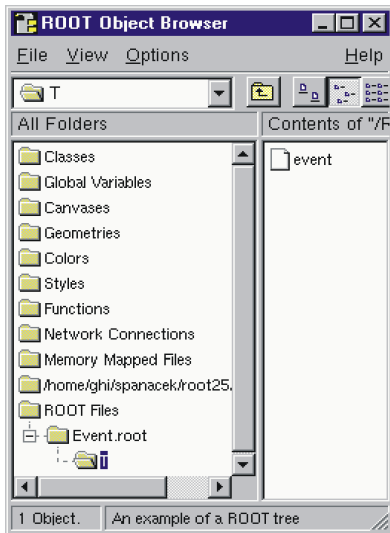 ROOT Object Browser
File View Options Help
T
All Folders
Contents of "/R
Classes
Global Variables
Canvases
Geometries
Colors
Styles
Functions
Network Connections
Memory Mapped Files
/home/ghi/spanacek/root25.
ROOT Files
Event.root
T
event
1 Object.
An example of a ROOT tree